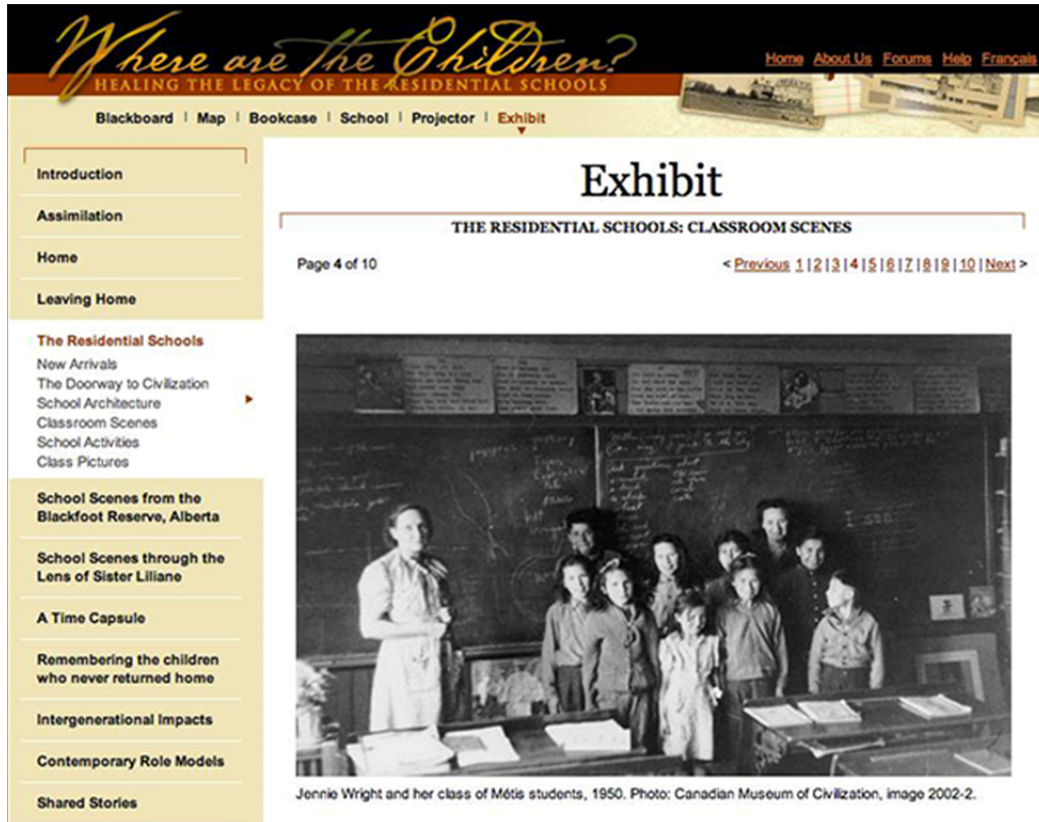 Where are the Children?
HEALING THE LEGACY OF THE RESIDENTIAL SCHOOLS
Home About Us Forums Help Français
Blackboard | Map | Bookcase | School | Projector | Exhibit
Introduction
Assimilation
Home
Leaving Home
The Residential Schools
New Arrivals
The Doorway to Civilization
School Architecture
Classroom Scenes
School Activities
Class Pictures
School Scenes from the
Blackfoot Reserve, Alberta
School Scenes through the
Lens of Sister Liliane
A Time Capsule
Remembering the children
who never returned home
Intergenerational Impacts
Contemporary Role Models
Shared Stories
Exhibit
THE RESIDENTIAL SCHOOLS: CLASSROOM SCENES
Page 4 of 10
< Previous 1 | 2 | 3 | 4 | 5 | 6 | 7 | 8 | 9 | 10 | Next >
I see
Jennie Wright and her class of Métis students, 1950. Photo: Canadian Museum of Civilization, image 2002-2.